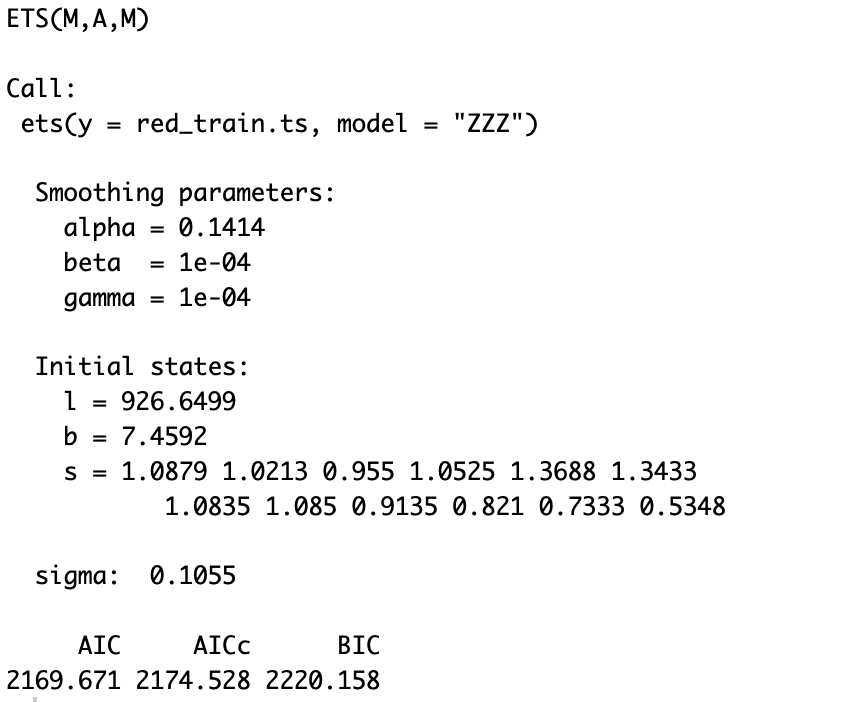 ETS(M,A,M)
Call:
ets(y = red_train.ts, model = "ZZZ")
Smoothing parameters:
alpha = 0.1414
beta  = 1e-04
gamma = 1e-04
Initial states:
l = 926.6499
b = 7.4592
s = 1.0879 1.0213 0.955 1.0525 1.3688 1.3433
1.0835 1.085 0.9135 0.821 0.7333 0.5348
sigma:  0.1055
AIC     AICc      BIC
2169.671 2174.528 2220.158